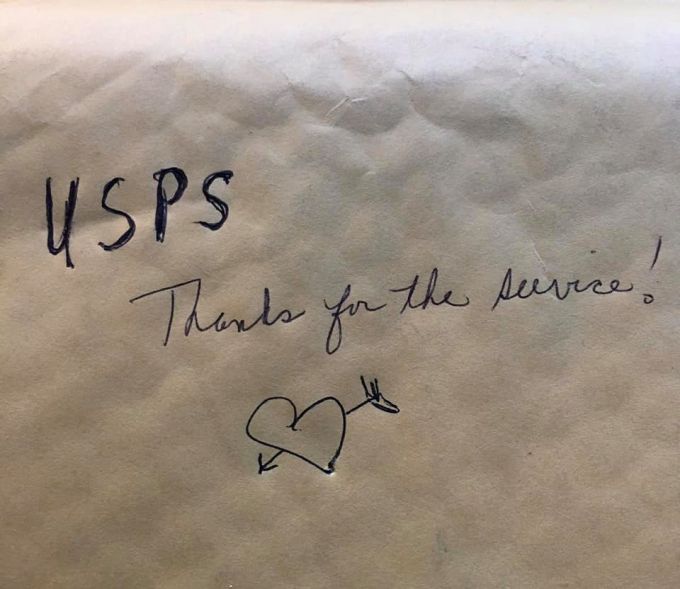 USPS
Thanks for the service!